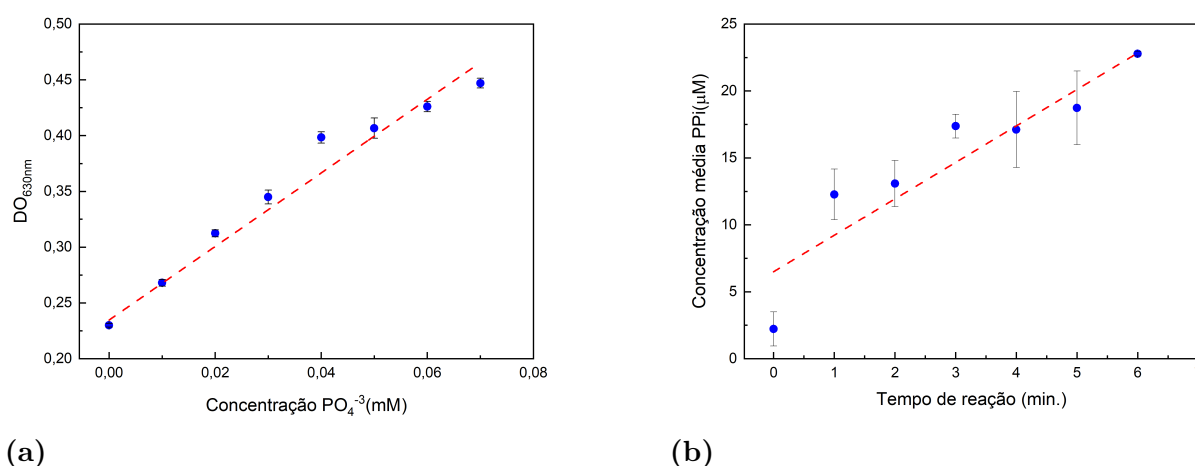 0,50
0,45
0,40
0,35
0,30
0,25
0,20
DO630nm
0,00 0,02 0,04 0,06 0,08
Concentração PO4-3(mM)
(a)
25
20
15
10
5
0
Concentração média PPi(μM)
0 1 2 3 4 5 6
Tempo de reação (min.)
(b)